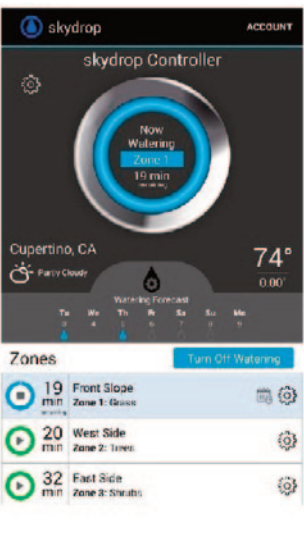 skydrop
ACCOUNT
skydrop Controller
Now
Watering
Zone 1
19 min
remaining
Cupertino, CA
74°
Partly Cloudy
0.00"
Watering Forecast
Tu We Th Fr Sa Su Mo
Zones
Turn Off Watering
19 min
Front Slope
Zone 1: Grass
20 min
West Side
Zone 2: Trees
32 min
East Side
Zone 3: Shrubs